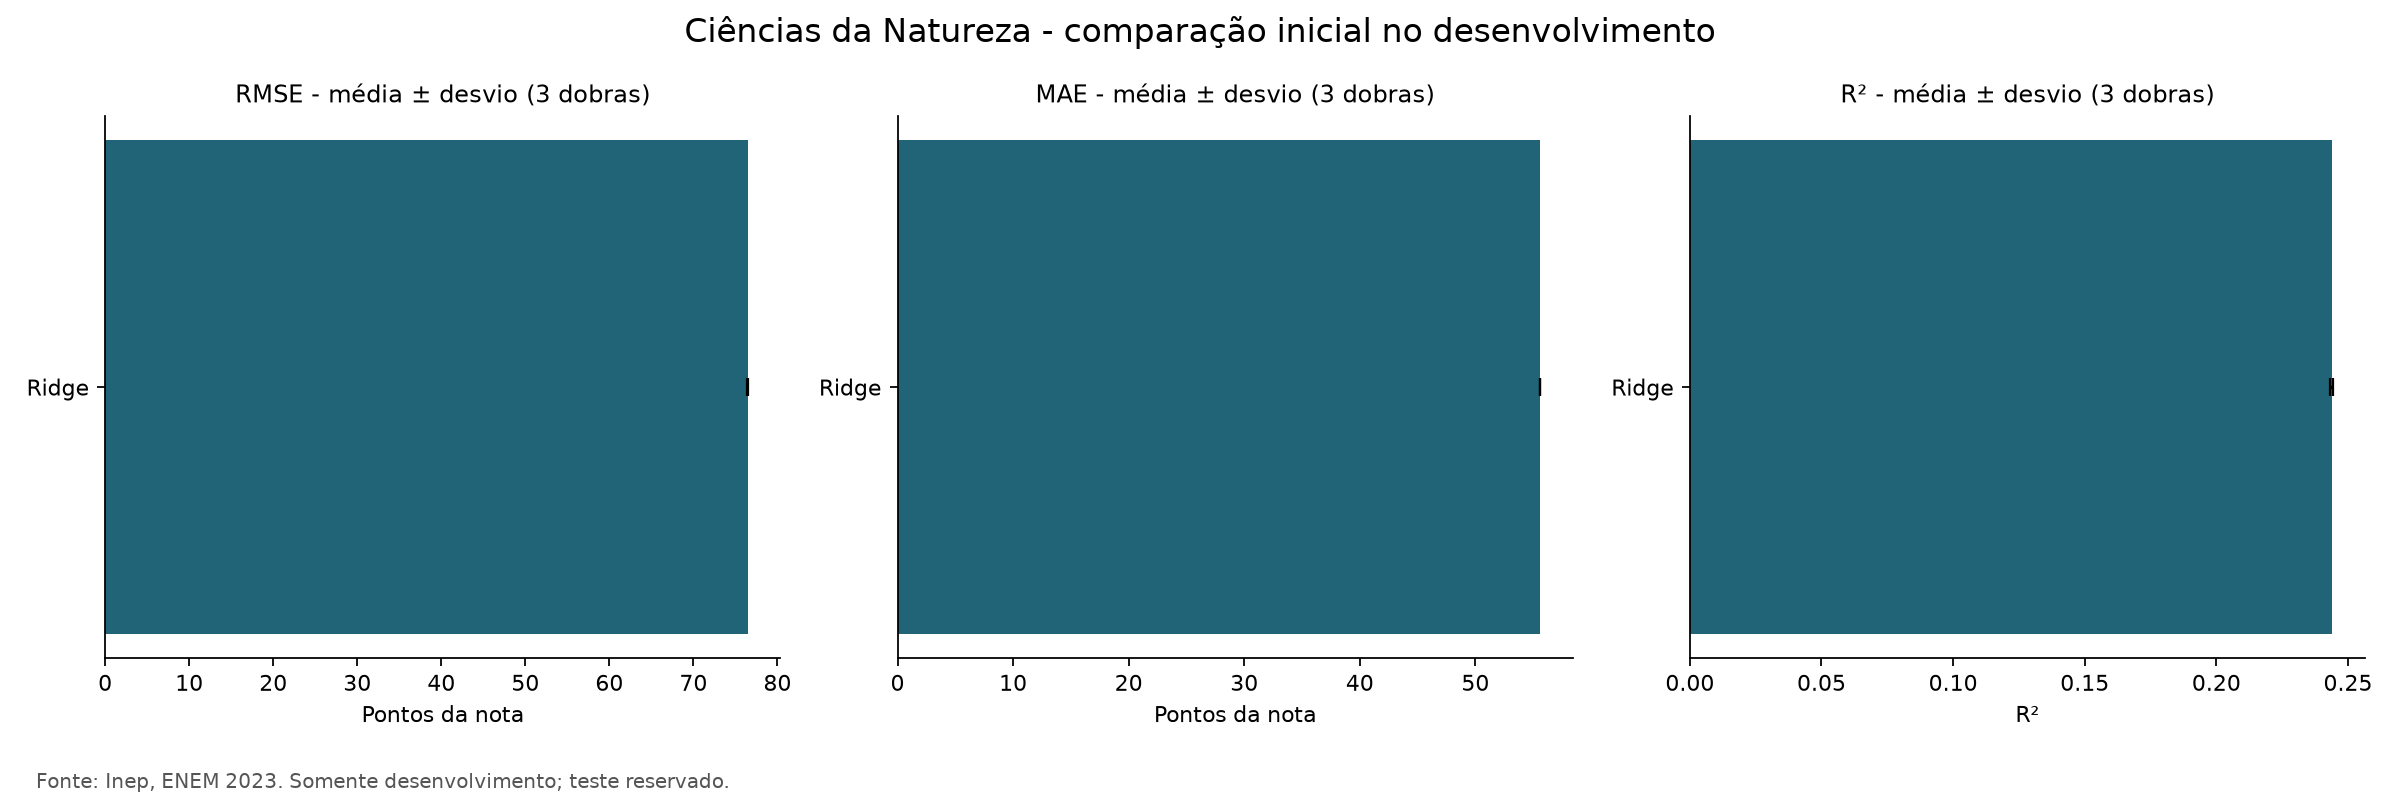 Ciências da Natureza - comparação inicial no desenvolvimento
RMSE - média ± desvio (3 dobras)
Ridge
0 10 20 30 40 50 60 70 80
Pontos da nota
MAE - média ± desvio (3 dobras)
Ridge
0 10 20 30 40 50
Pontos da nota
R² - média ± desvio (3 dobras)
Ridge
0.00 0.05 0.10 0.15 0.20 0.25
R²
Fonte: Inep, ENEM 2023. Somente desenvolvimento; teste reservado.